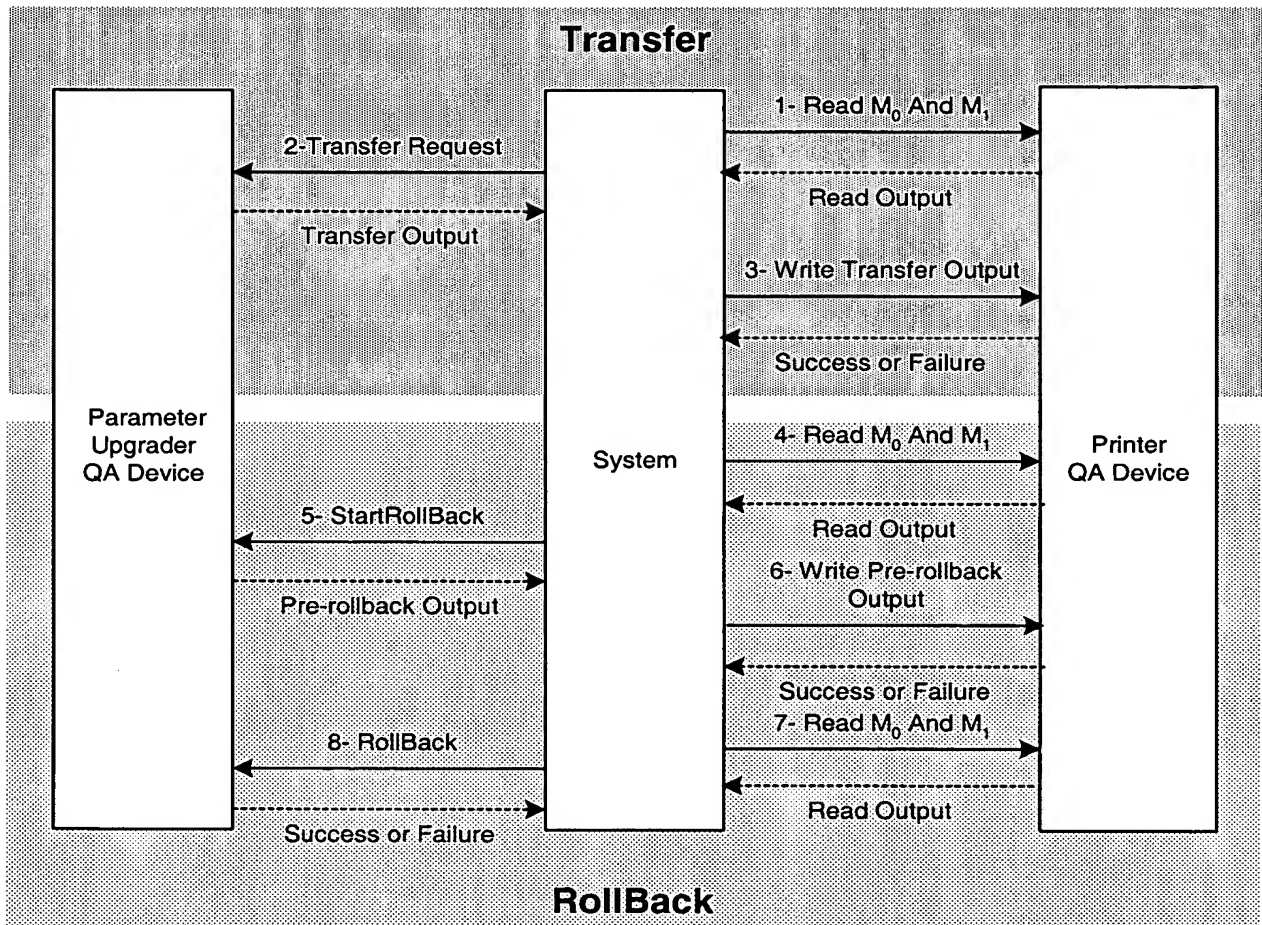 Transfer
1- Read M₀ And M₁
2-Transfer Request
Read Output
Transfer Output
3- Write Transfer Output
Success or Failure
Parameter
Upgrader
QA Device
System
Printer
QA Device
4- Read M₀ And M₁
Read Output
5- StartRollBack
6- Write Pre-rollback
Output
Pre-rollback Output
Success or Failure
7- Read M₀ And M₁
8- RollBack
Read Output
Success or Failure
RollBack